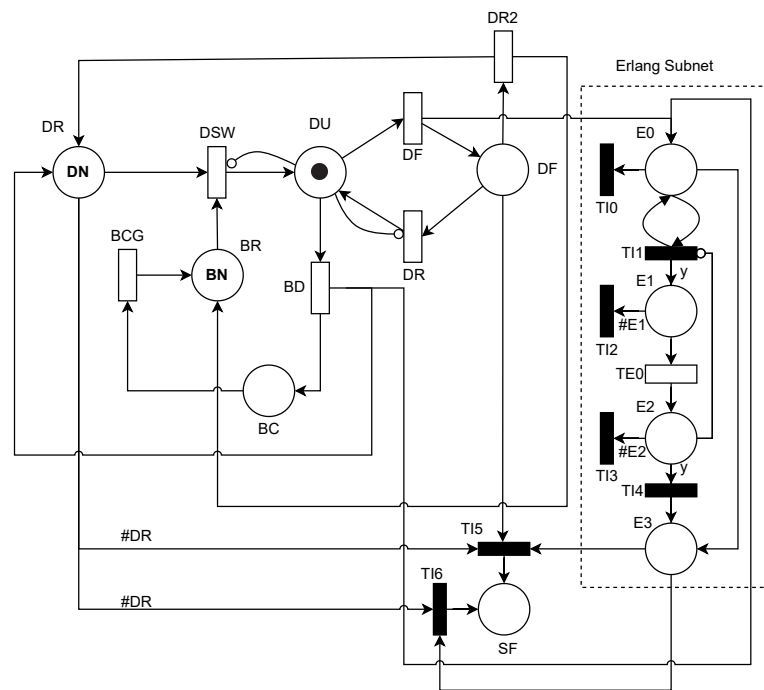 DR2
Erlang Subnet
DR
DSW
DU
E0
DN
DF
DF
TI0
BCG
BR
DR
TI1
y
BN
BD
E1
#E1
TI2
TE0
BC
E2
#E2
y
TI3
TI4
E3
#DR
TI5
TI6
#DR
SF